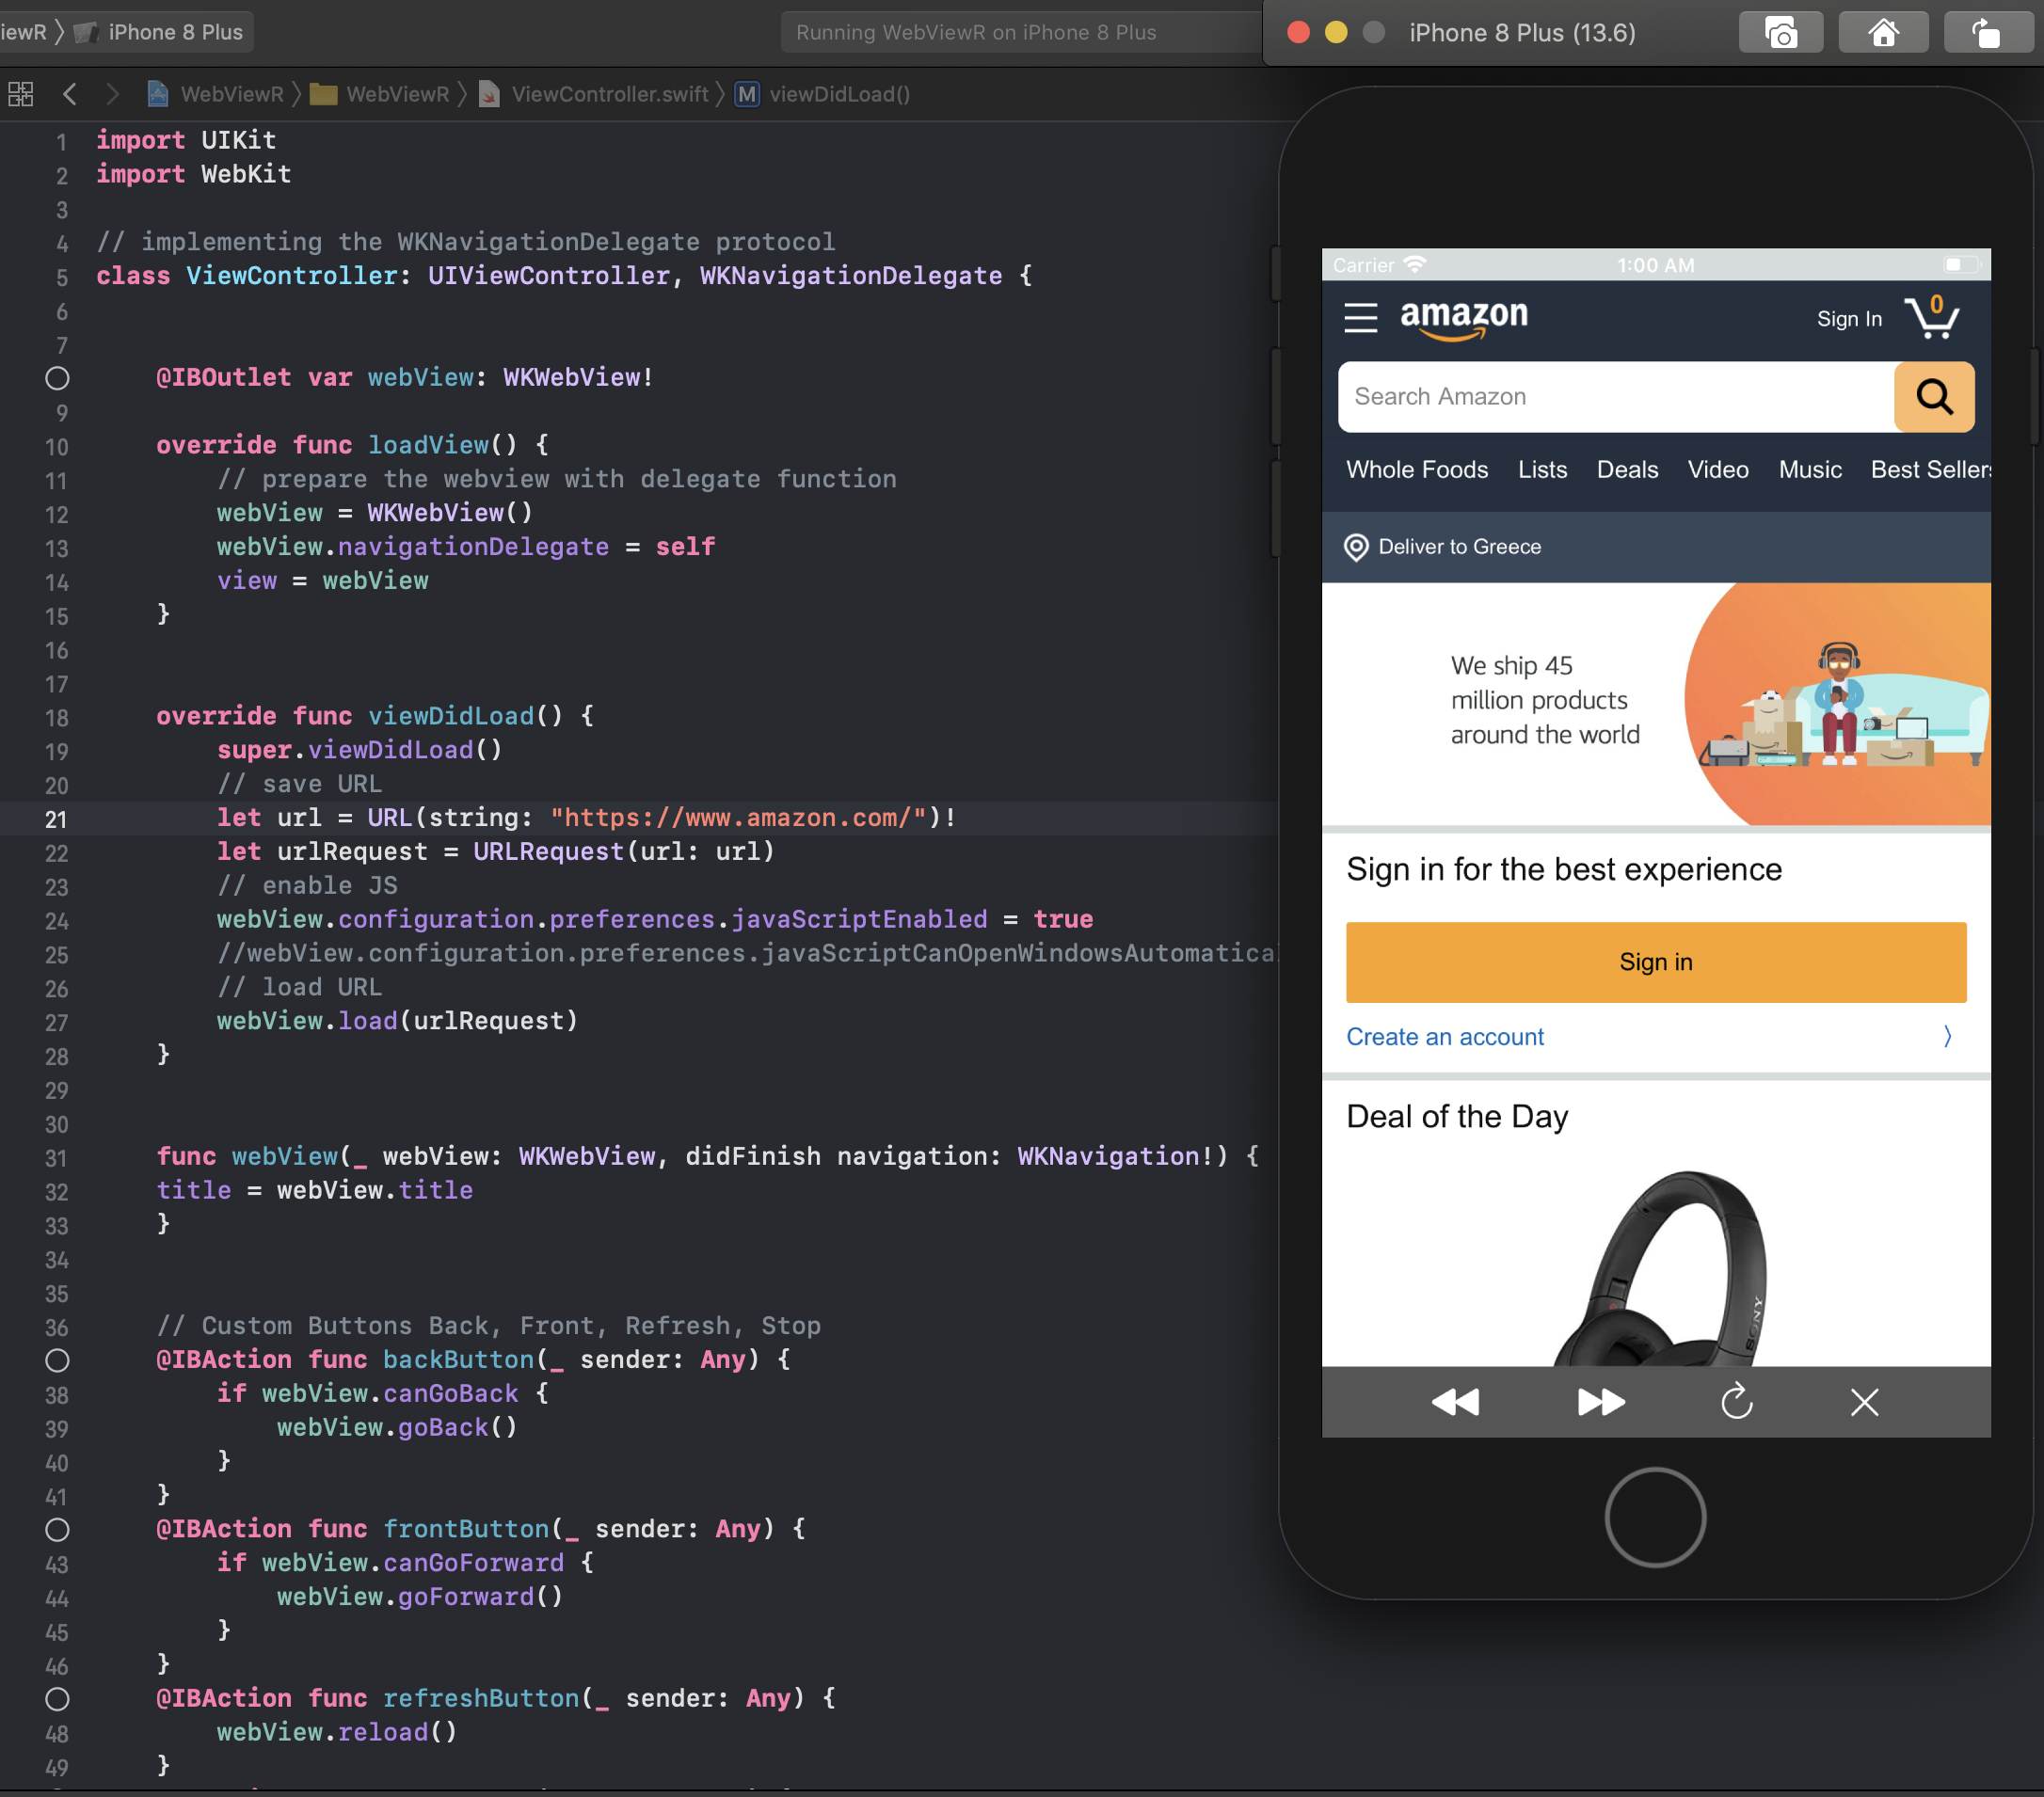 iewR 〉 iPhone 8 Plus
Running WebViewR on iPhone 8 Plus
WebViewR 〉 WebViewR 〉 ViewController.swift 〉 M viewDidLoad()
1 import UIKit
2 import WebKit
3
4 // implementing the WKNavigationDelegate protocol
5 class ViewController: UIViewController, WKNavigationDelegate {
6
7
@IBOutlet var webView: WKWebView!
9
10 override func loadView() {
11 // prepare the webview with delegate function
12 webView = WKWebView()
13 webView.navigationDelegate = self
14 view = webView
15 }
16
17
18 override func viewDidLoad() {
19 super.viewDidLoad()
20 // save URL
21 let url = URL(string: "https://www.amazon.com/")!
22 let urlRequest = URLRequest(url: url)
23 // enable JS
24 webView.configuration.preferences.javaScriptEnabled = true
25 //webView.configuration.preferences.javaScriptCanOpenWindowsAutomatica
26 // load URL
27 webView.load(urlRequest)
28 }
29
30
31 func webView(_ webView: WKWebView, didFinish navigation: WKNavigation!) {
32 title = webView.title
33 }
34
35
36 // Custom Buttons Back, Front, Refresh, Stop
@IBAction func backButton(_ sender: Any) {
38 if webView.canGoBack {
39 webView.goBack()
40 }
41 }
@IBAction func frontButton(_ sender: Any) {
43 if webView.canGoForward {
44 webView.goForward()
45 }
46 }
@IBAction func refreshButton(_ sender: Any) {
48 webView.reload()
49 }
iPhone 8 Plus (13.6)
Carrier 1:00 AM
amazon Sign In 0
Search Amazon
Whole Foods Lists Deals Video Music Best Sellers
Deliver to Greece
We ship 45
million products
around the world
Sign in for the best experience
Sign in
Create an account 〉
Deal of the Day
SONY